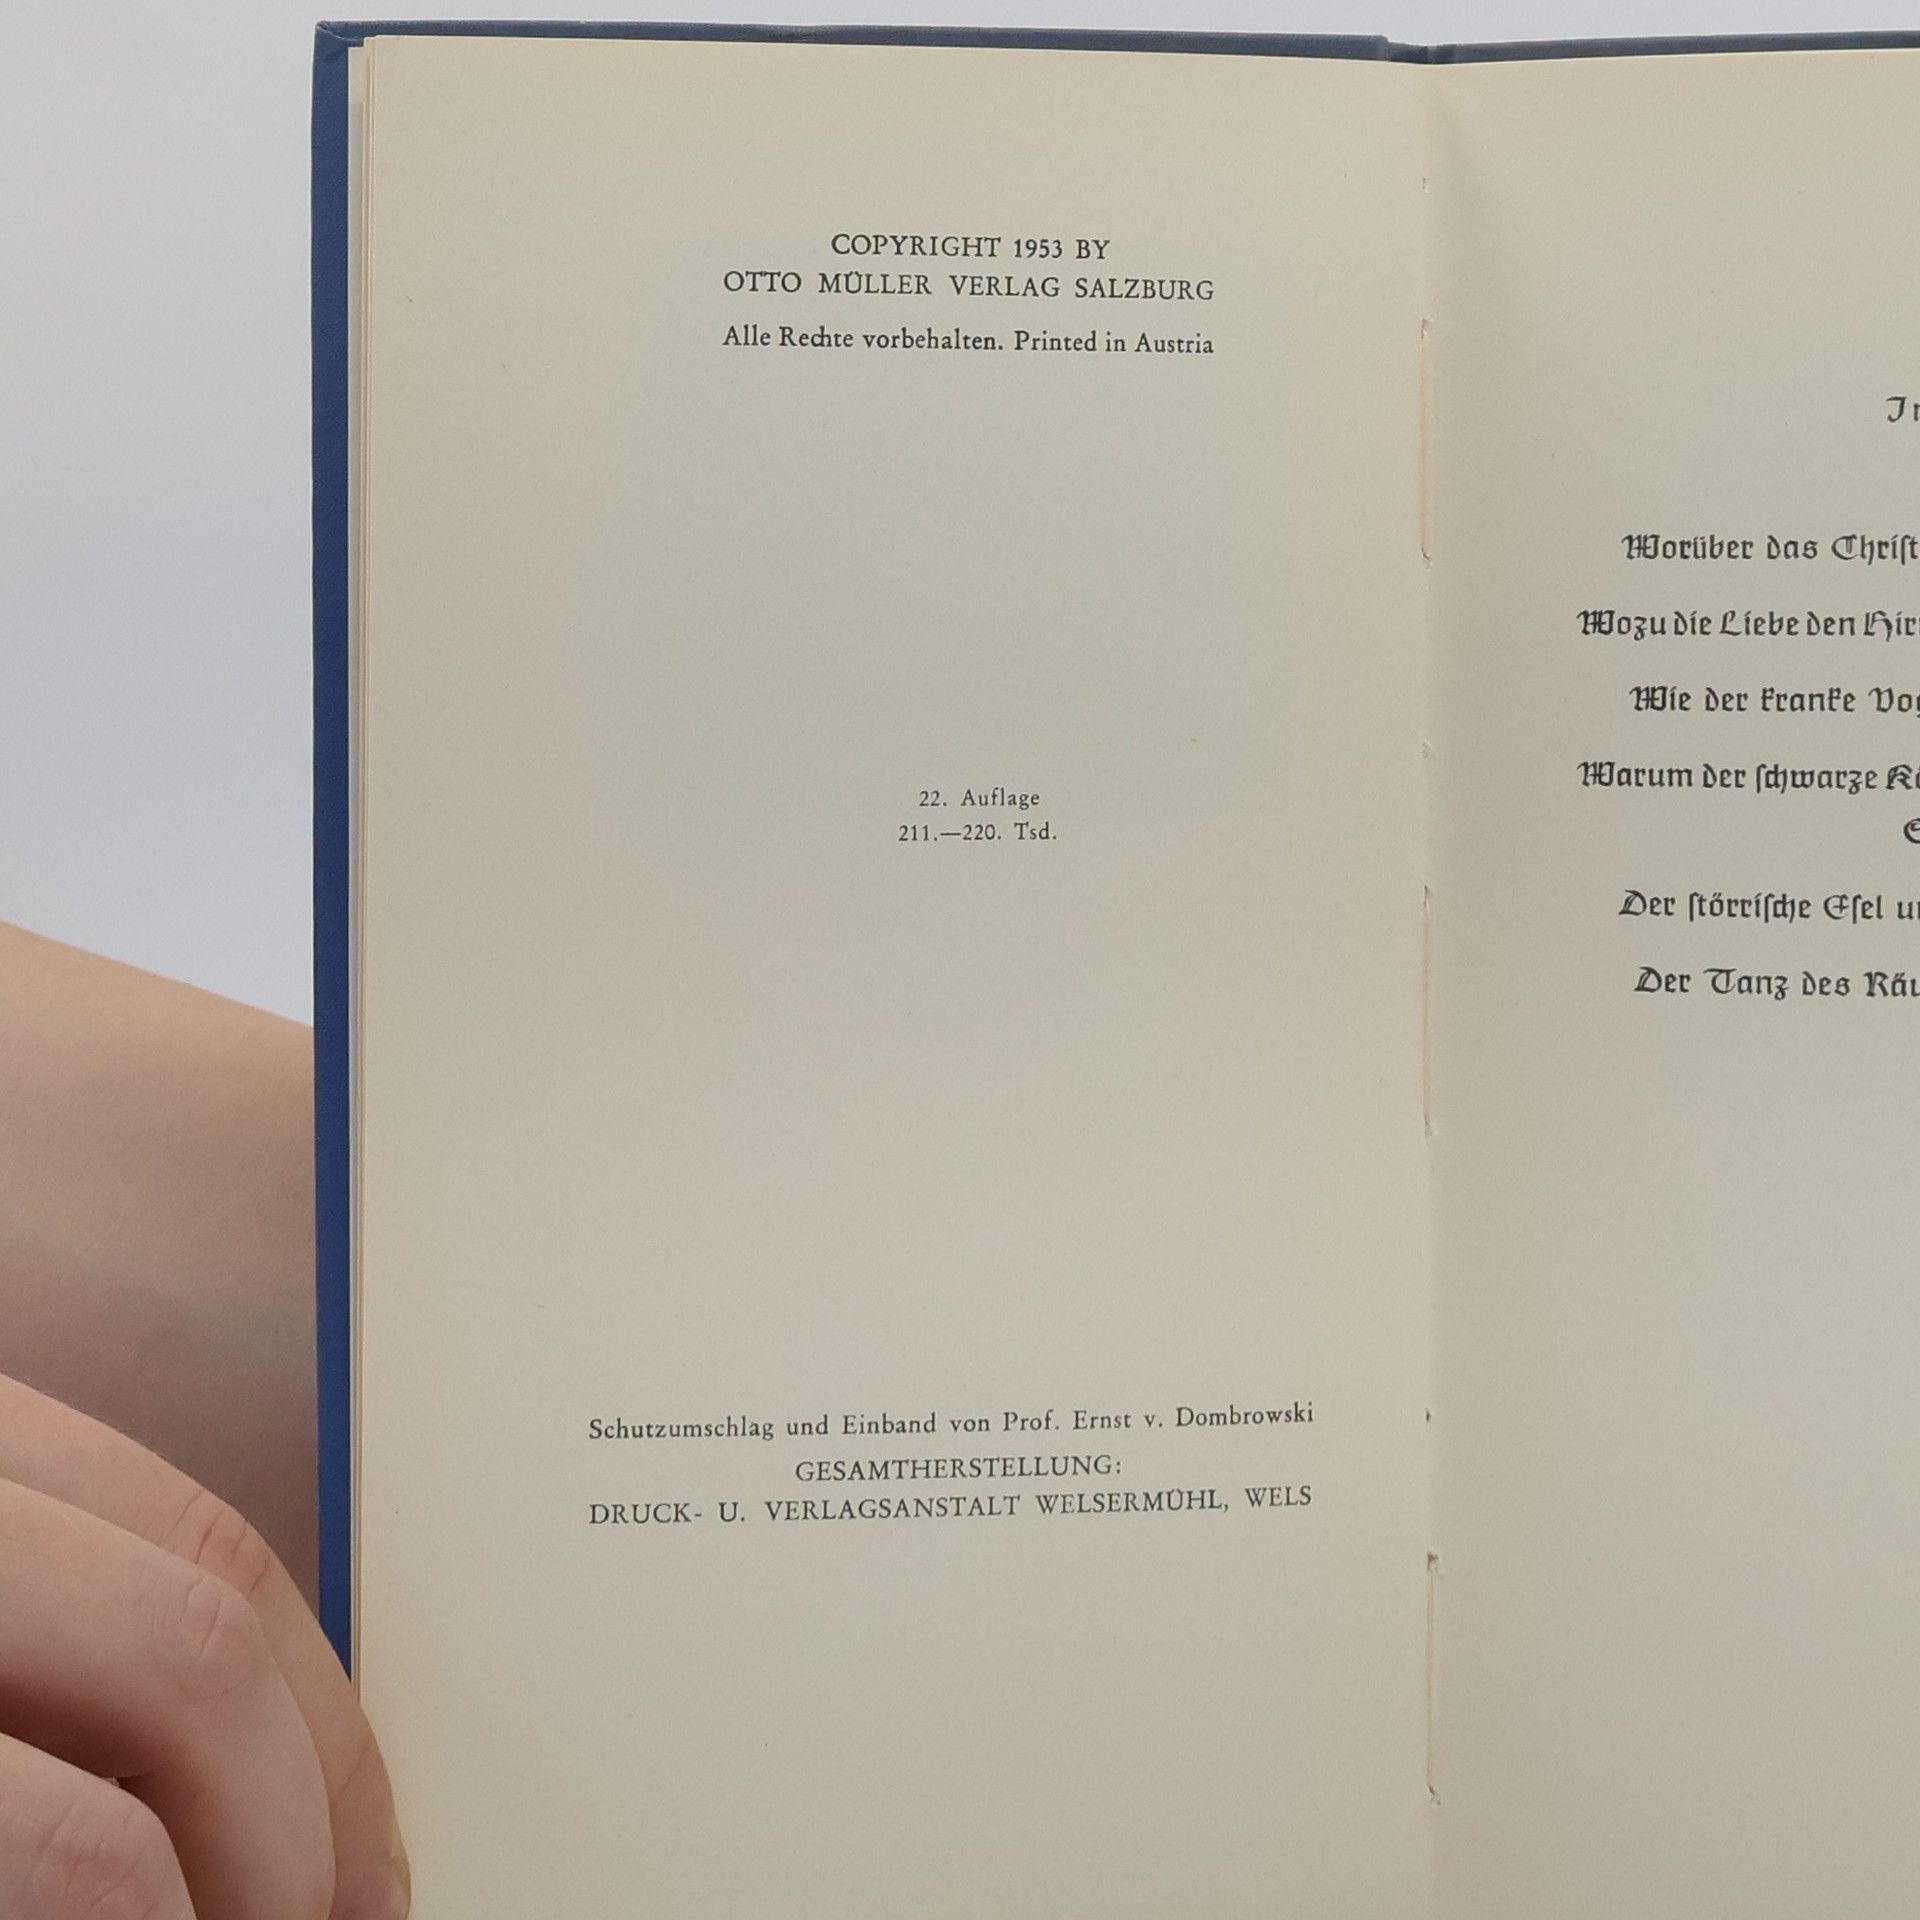 COPYRIGHT 1953 BY
OTTO MÜLLER VERLAG SALZBURG
Alle Rechte vorbehalten. Printed in Austria
22. Auflage
211.—220. Tsd.
Schutzumschlag und Einband von Prof. Ernst v. Dombrowski
GESAMTHERSTELLUNG:
DRUCK- U. VERLAGSANSTALT WELSERMÜHL, WELS
Worüber das
Wozu die Liebe den
Wie der kranke
Warum der ſchwarze
Der ſtörriſche Eſel
Der Tanz des